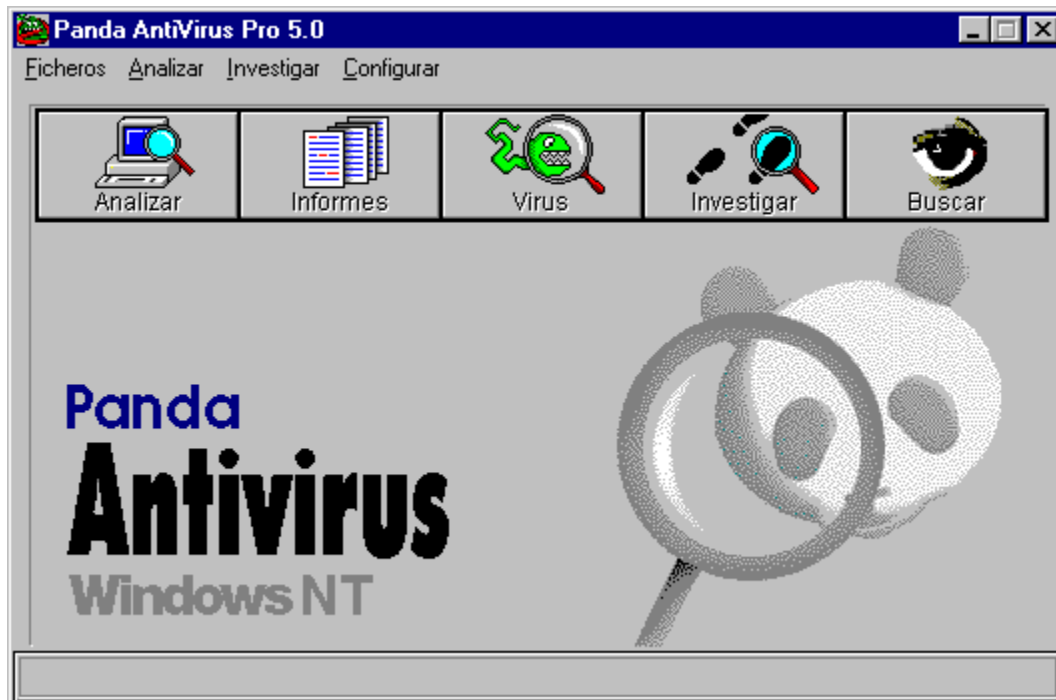 Panda AntiVirus Pro 5.0
Ficheros Analizar Investigar Configurar
Analizar Informes Virus Investigar Buscar
Panda
Antivirus
Windows NT